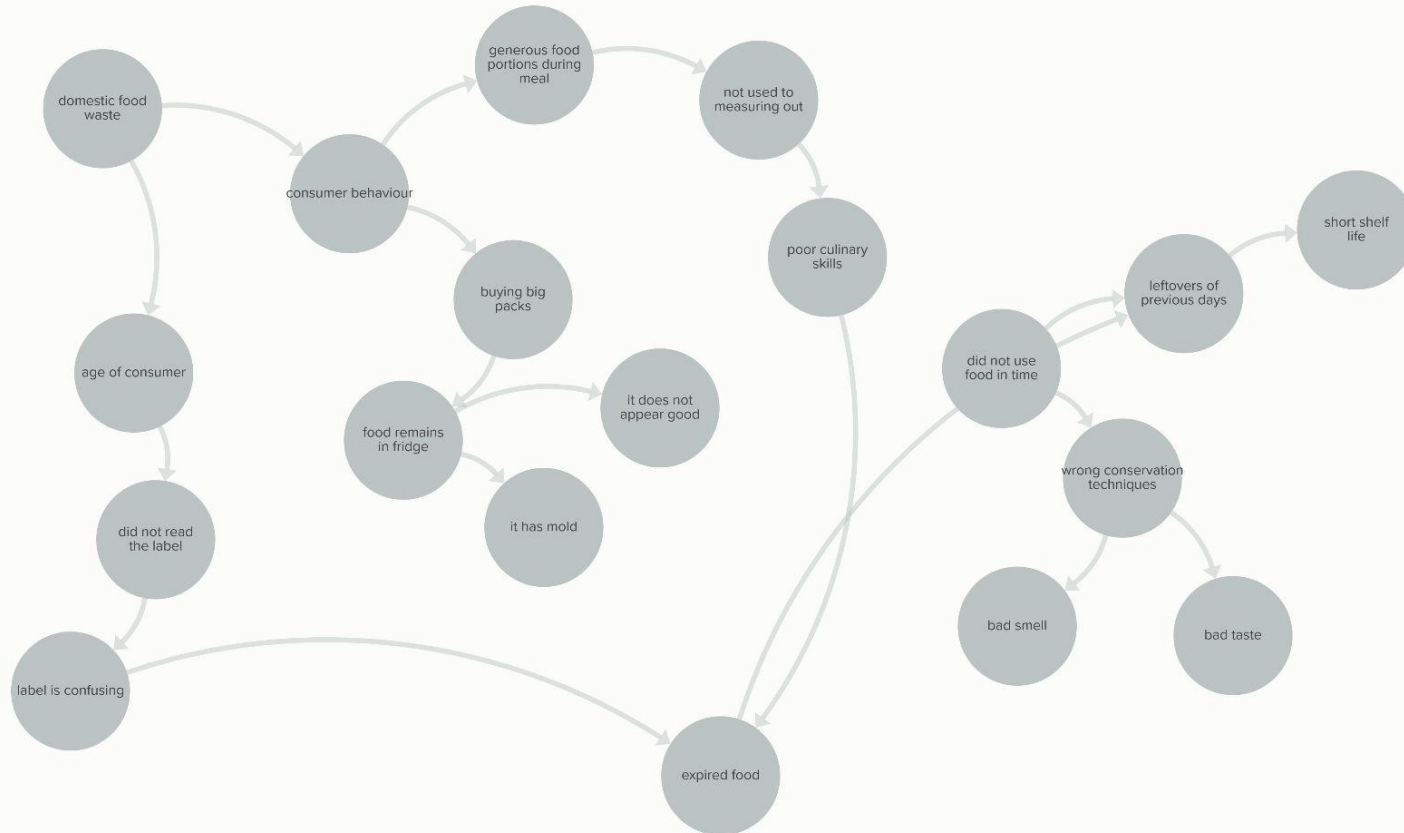 domestic food
waste
generous food
portions during
meal
not used to
measuring out
consumer behaviour
short shelf
life
poor culinary
skills
leftovers of
previous days
buying big
packs
age of consumer
did not use
food in time
it does not
appear good
food remains
in fridge
wrong conservation
techniques
it has mold
did not read
the label
bad smell
bad taste
label is confusing
expired food